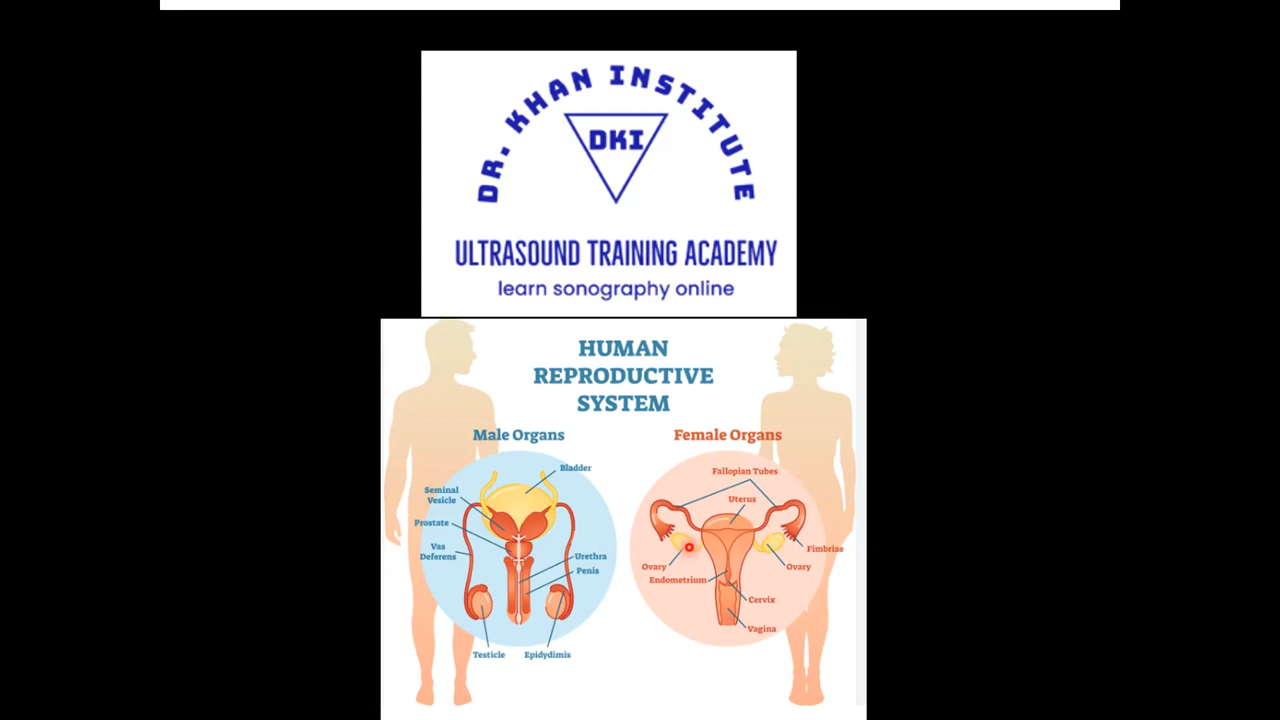 DR. KHAN INSTITUTE
DKI
ULTRASOUND TRAINING ACADEMY
learn sonography online
HUMAN
REPRODUCTIVE
SYSTEM
Male Organs
Bladder
Seminal
Vesicle
Prostate
Vas
Deferens
Urethra
Penis
Testicle
Epidydimis
Female Organs
Fallopian Tubes
Uterus
Fimbriae
Ovary
Ovary
Endometrium
Cervix
Vagina